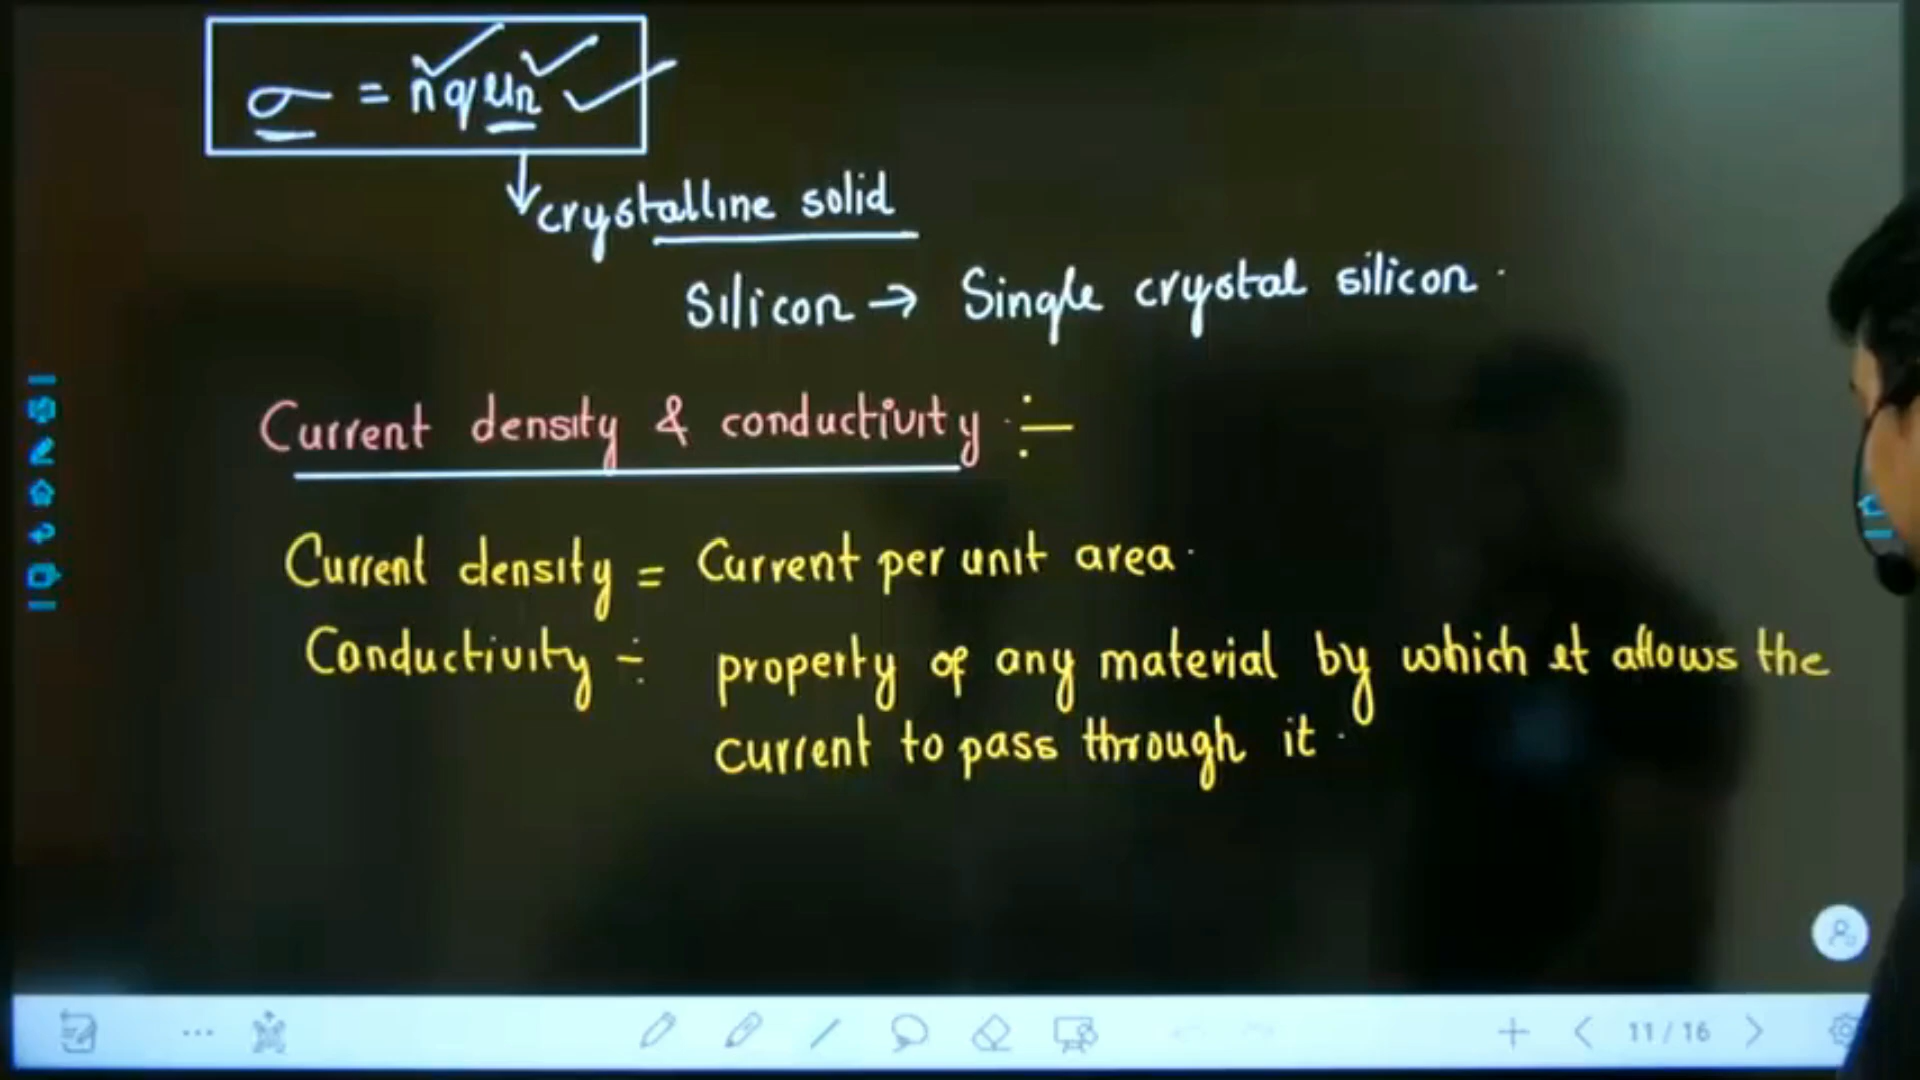 σ = nqμn
crystalline solid
Silicon → Single crystal silicon.
Current density & conductivity :-
Current density = Current per unit area.
Conductivity :- property of any material by which it allows the
current to pass through it.
11/16